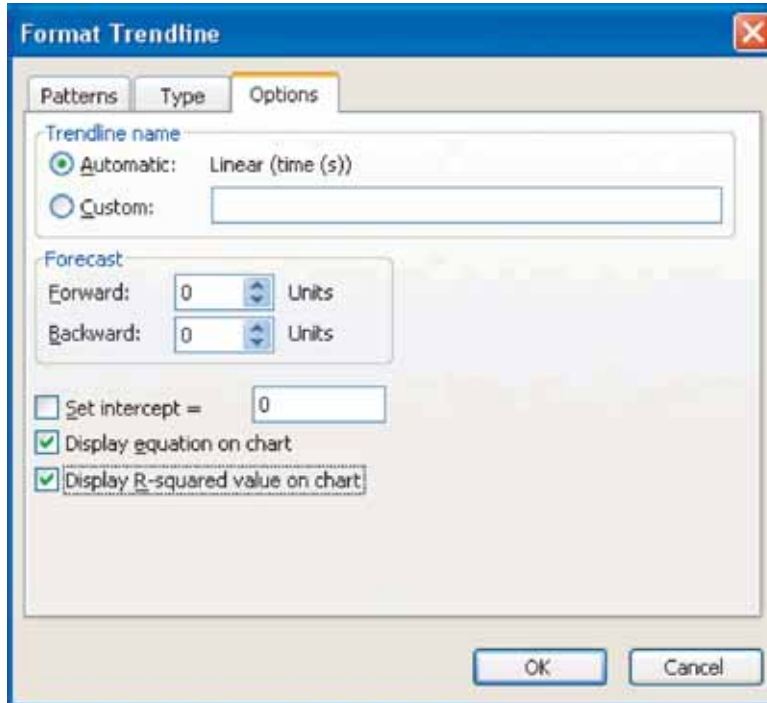 Format Trendline
Patterns Type Options
Trendline name
Automatic: Linear (time (s))
Custom:
Forecast
Forward: 0 Units
Backward: 0 Units
Set intercept = 0
Display equation on chart
Display R-squared value on chart
OK Cancel